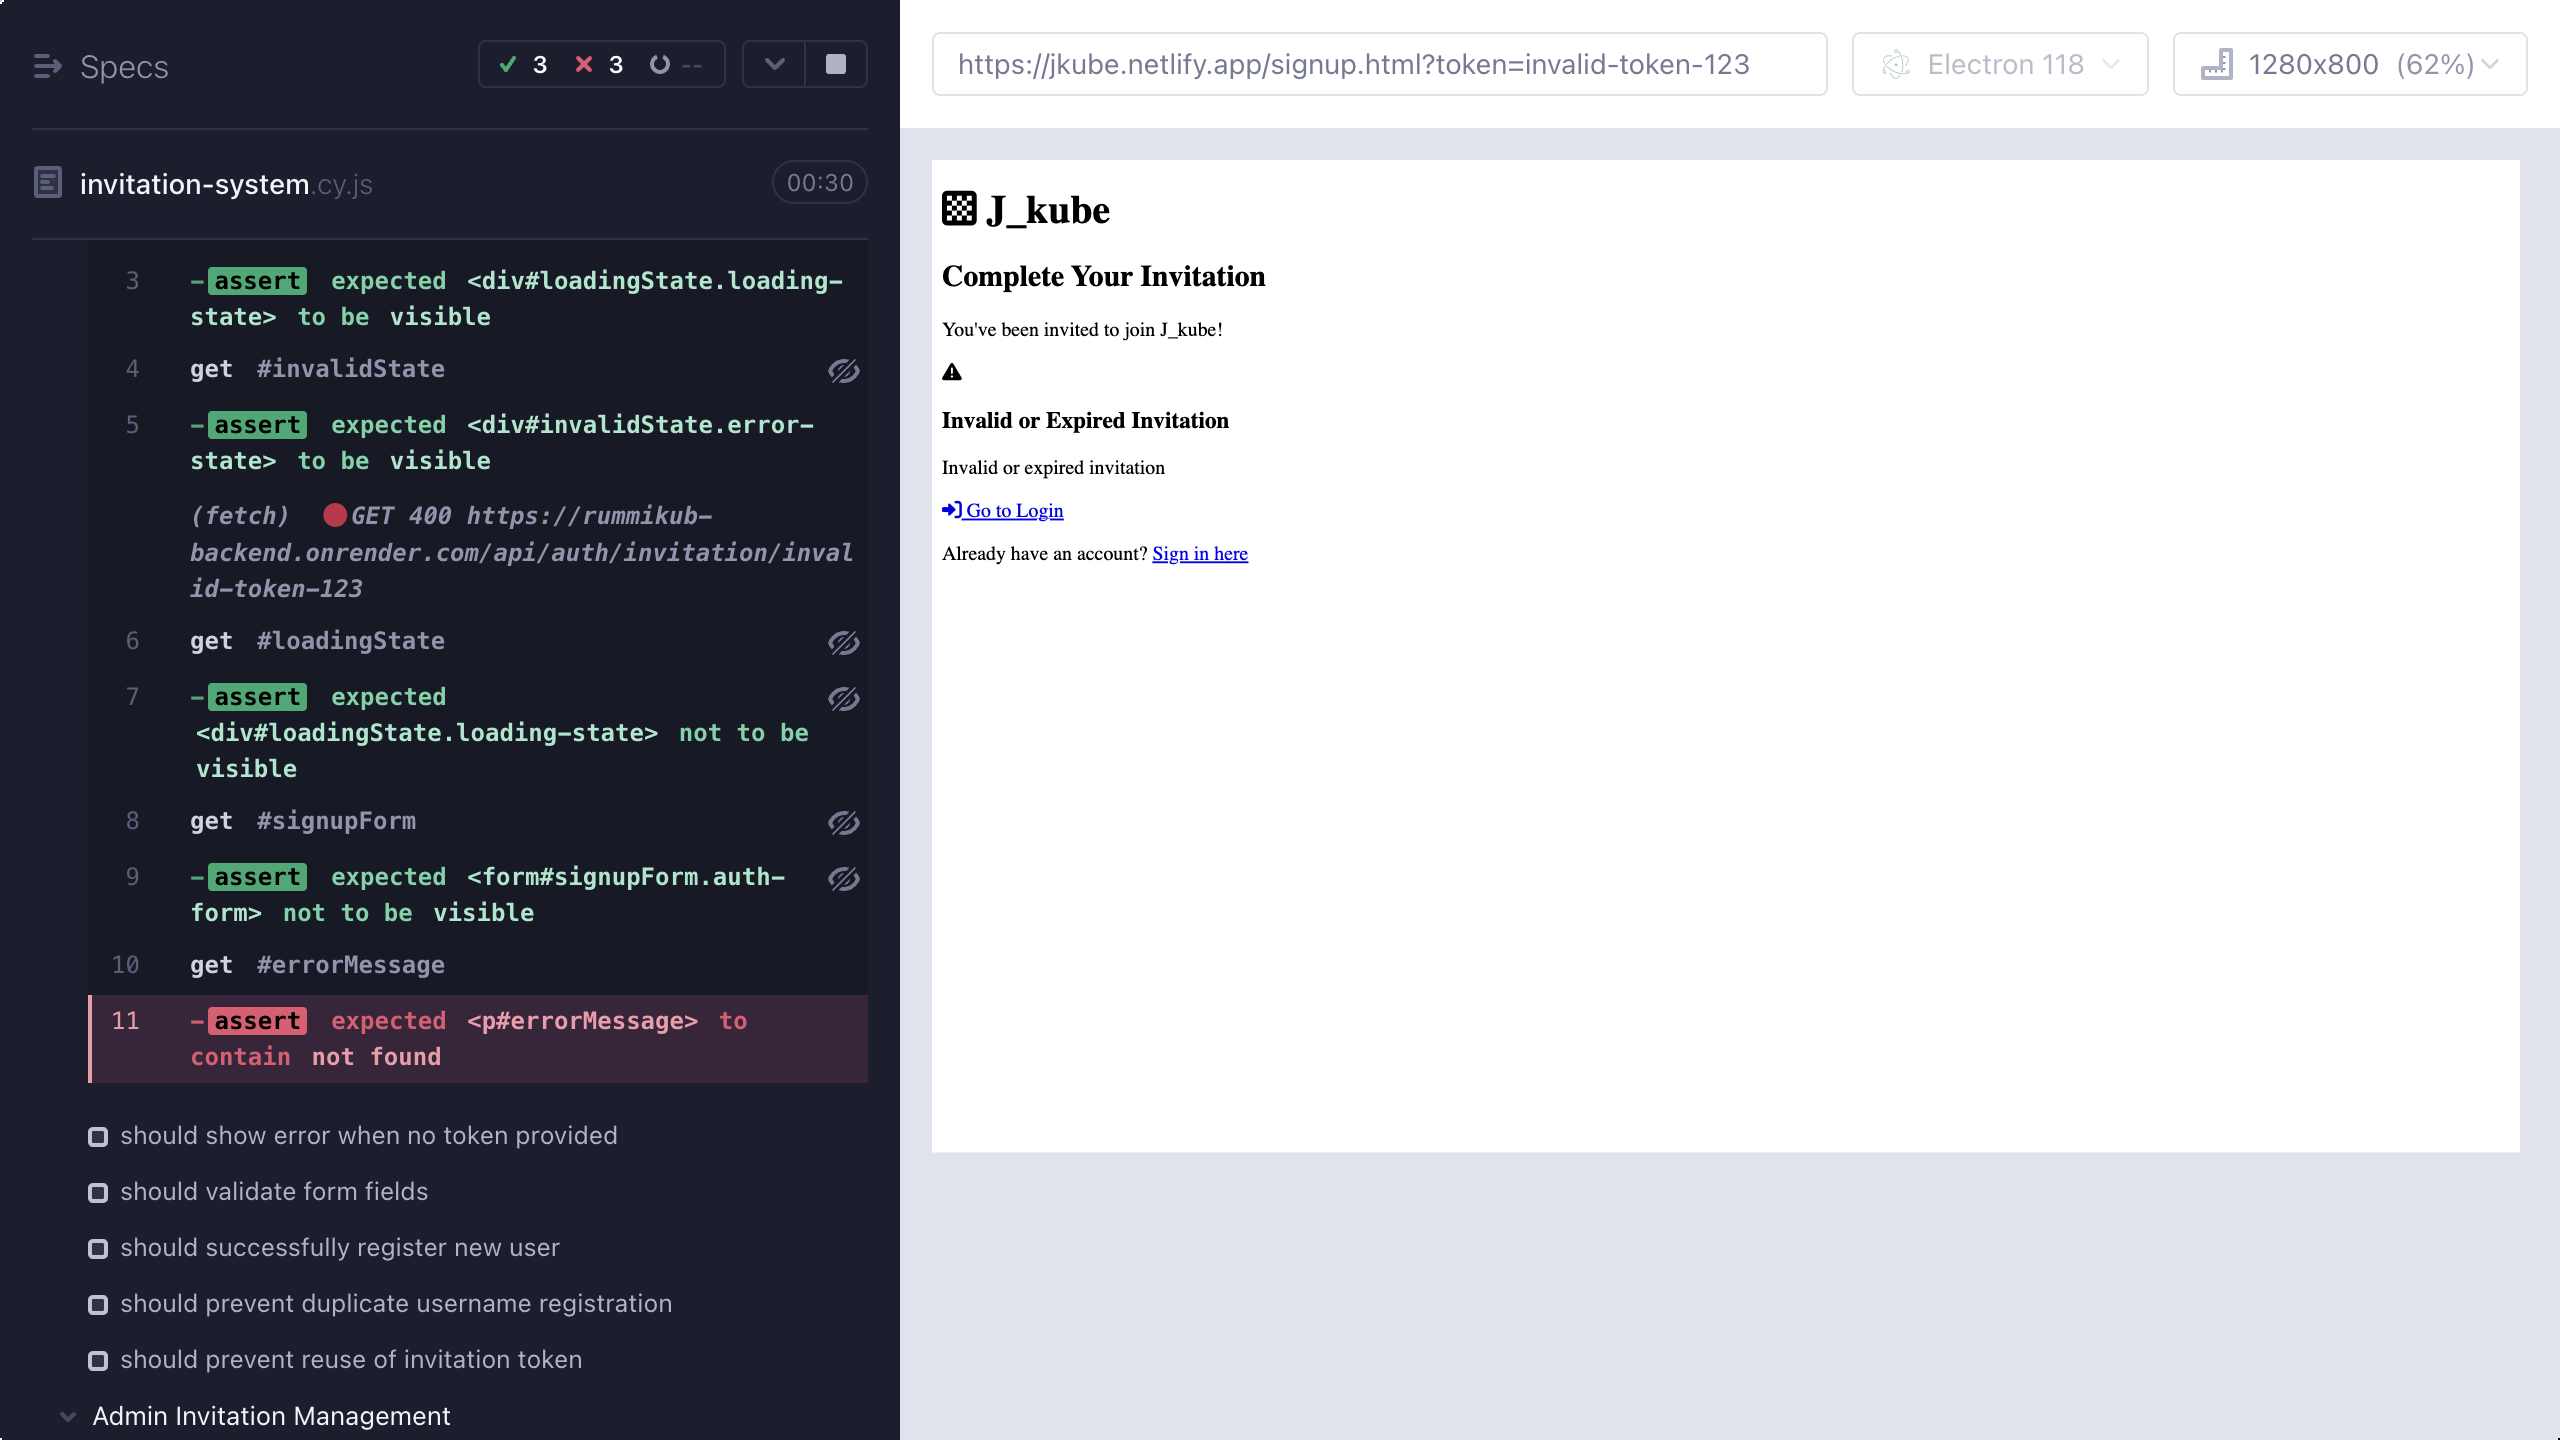 Specs
3
3
--
invitation-system.cy.js
00:30
3 -assert expected <div#loadingState.loading-
state> to be visible
4 get #invalidState
5 -assert expected <div#invalidState.error-
state> to be visible
(fetch) GET 400 https://rummikub-
backend.onrender.com/api/auth/invitation/inval
id-token-123
6 get #loadingState
7 -assert expected
<div#loadingState.loading-state> not to be
visible
8 get #signupForm
9 -assert expected <form#signupForm.auth-
form> not to be visible
10 get #errorMessage
11 -assert expected <p#errorMessage> to
contain not found
should show error when no token provided
should validate form fields
should successfully register new user
should prevent duplicate username registration
should prevent reuse of invitation token
Admin Invitation Management
https://jkube.netlify.app/signup.html?token=invalid-token-123
Electron 118
1280x800 (62%)
J_kube
Complete Your Invitation
You've been invited to join J_kube!
Invalid or Expired Invitation
Invalid or expired invitation
Go to Login
Already have an account? Sign in here